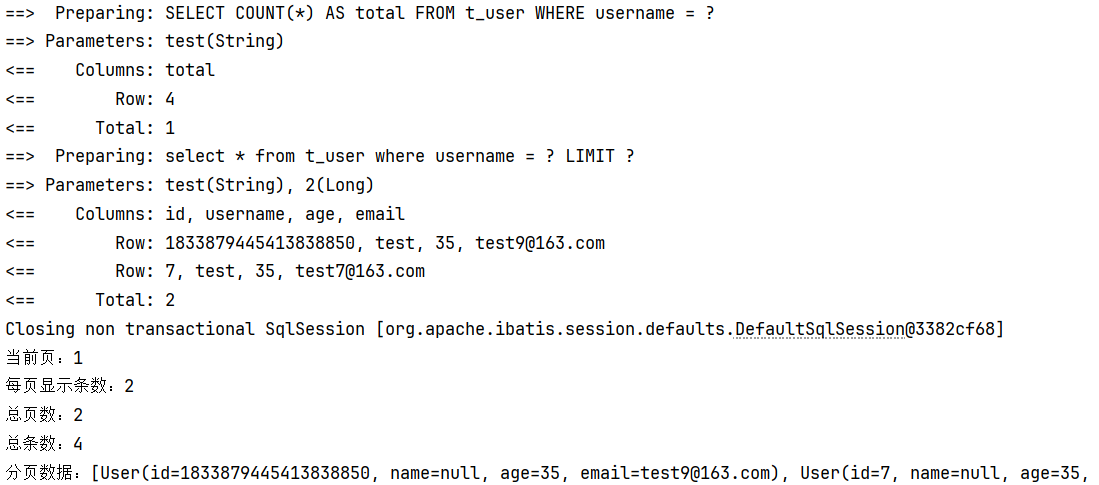 ==>  Preparing: SELECT COUNT(*) AS total FROM t_user WHERE username = ?
==> Parameters: test(String)
<==    Columns: total
<==        Row: 4
<==      Total: 1
==>  Preparing: select * from t_user where username = ? LIMIT ?
==> Parameters: test(String), 2(Long)
<==    Columns: id, username, age, email
<==        Row: 1833879445413838850, test, 35, test9@163.com
<==        Row: 7, test, 35, test7@163.com
<==      Total: 2
Closing non transactional SqlSession [org.apache.ibatis.session.defaults.DefaultSqlSession@3382cf68]
当前页：1
每页显示条数：2
总页数：2
总条数：4
分页数据：[User(id=1833879445413838850, name=null, age=35, email=test9@163.com), User(id=7, name=null, age=35,